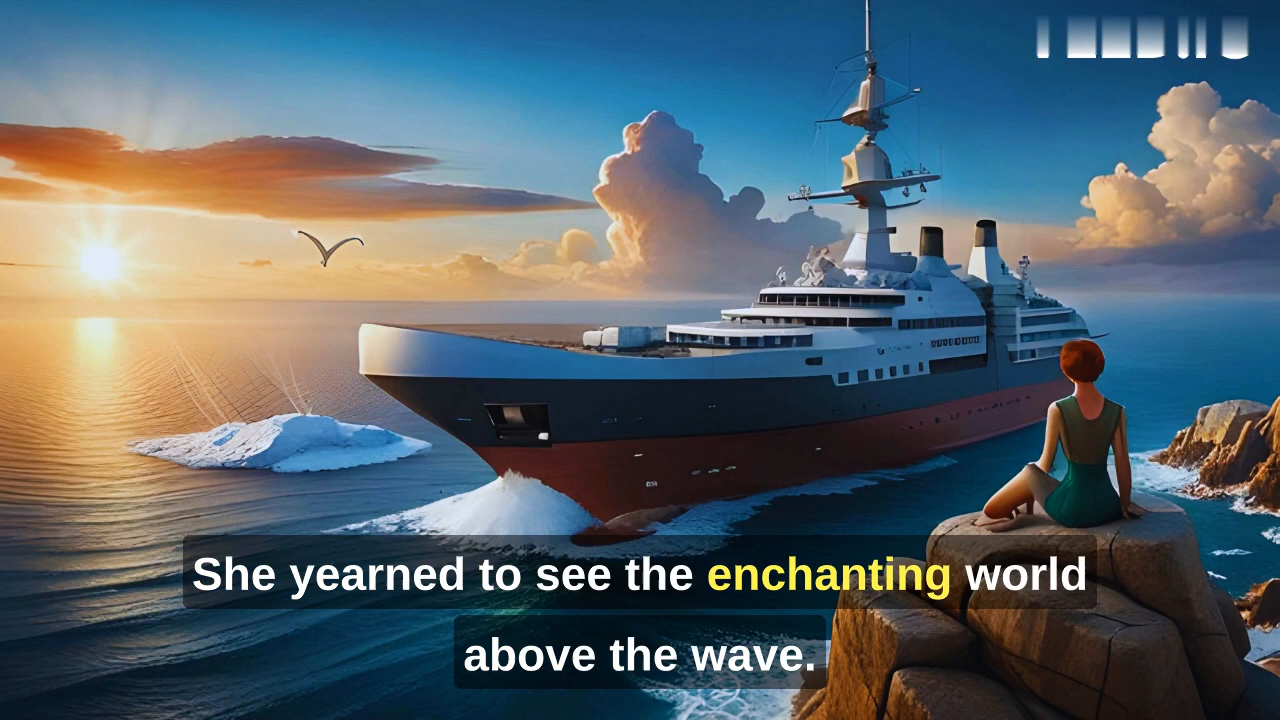 She yearned to see the enchanting world
above the wave.